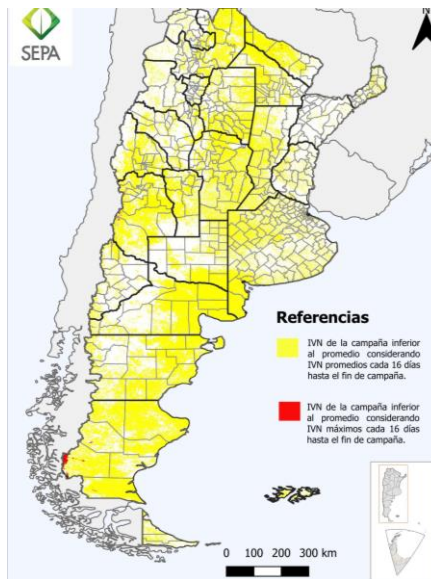 SEPA
N
Referencias
IVN de la campaña inferior
al promedio considerando
IVN promedios cada 16 días
hasta el fin de campaña.
IVN de la campaña inferior
al promedio considerando
IVN máximos cada 16 días
hasta el fin de campaña.
0 100 200 300 km